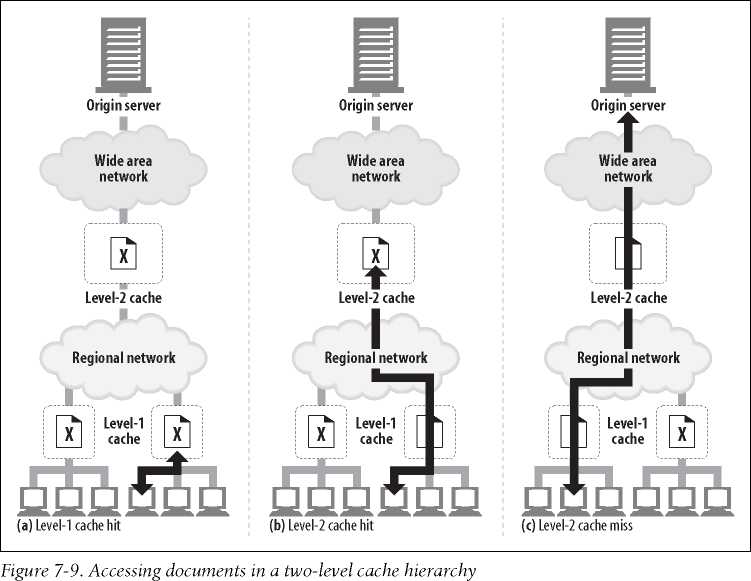 Origin server
Wide area
network
X
Level-2 cache
Regional network
X
Level-1
cache
X
(a) Level-1 cache hit
Origin server
Wide area
network
X
Level-2 cache
Regional network
X
Level-1
cache
(b) Level-2 cache hit
Origin server
Wide area
network
Level-2 cache
Regional network
Level-1
cache
X
(c) Level-2 cache miss
Figure 7-9. Accessing documents in a two-level cache hierarchy